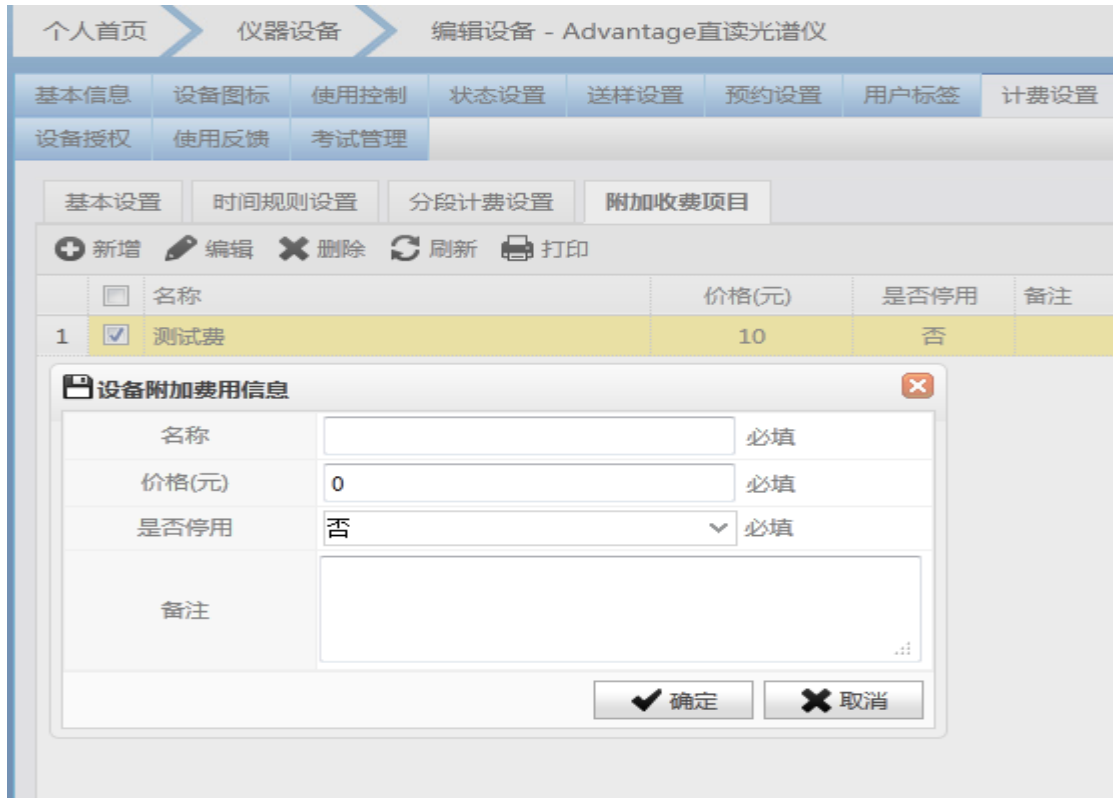 个人首页 仪器设备 编辑设备 - Advantage直读光谱仪
基本信息 设备图标 使用控制 状态设置 送样设置 预约设置 用户标签 计费设置
设备授权 使用反馈 考试管理
基本设置 时间规则设置 分段计费设置 附加收费项目
新增 编辑 删除 刷新 打印
名称 价格(元) 是否停用 备注
1 测试费 10 否
设备附加费用信息
名称 必填
价格(元) 0 必填
是否停用 否 必填
备注
确定 取消